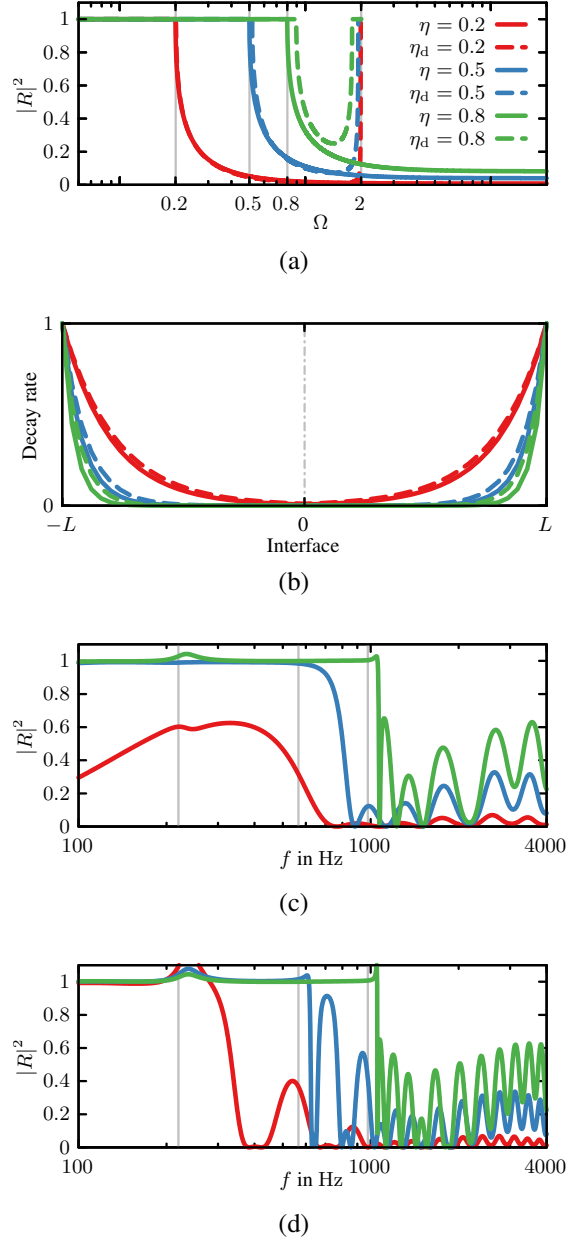 1
0.8
0.6
0.4
0.2
0
|R|²
0.2
0.5
0.8
2
Ω
η = 0.2
η_d = 0.2
η = 0.5
η_d = 0.5
η = 0.8
η_d = 0.8
(a)
1
0
Decay rate
−L
0
L
Interface
(b)
1
0.8
0.6
0.4
0.2
0
|R|²
100
1000
4000
f in Hz
(c)
1
0.8
0.6
0.4
0.2
0
|R|²
100
1000
4000
f in Hz
(d)